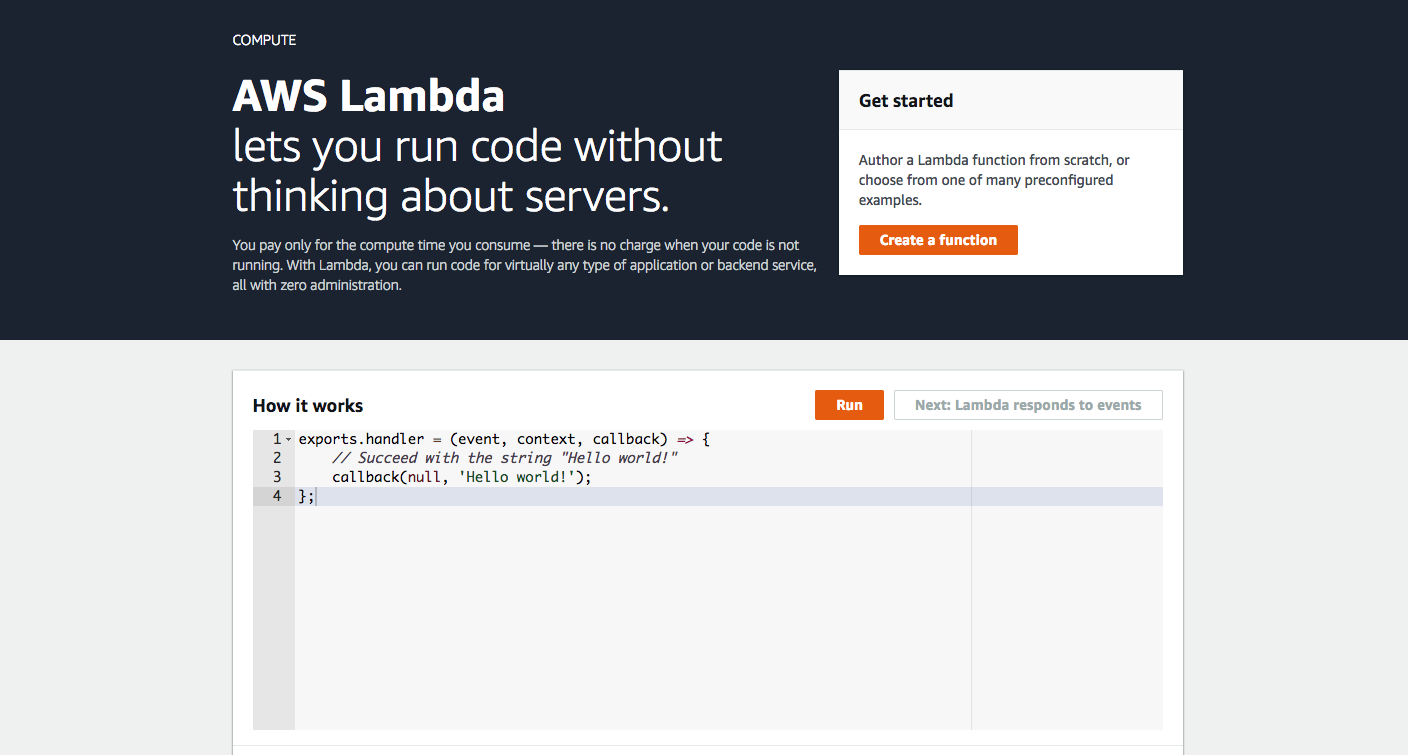 COMPUTE
AWS Lambda
lets you run code without
thinking about servers.
You pay only for the compute time you consume — there is no charge when your code is not
running. With Lambda, you can run code for virtually any type of application or backend service,
all with zero administration.
Get started
Author a Lambda function from scratch, or
choose from one of many preconfigured
examples.
Create a function
How it works
Run
Next: Lambda responds to events
1 exports.handler = (event, context, callback) => {
2     // Succeed with the string "Hello world!"
3     callback(null, 'Hello world!');
4 };